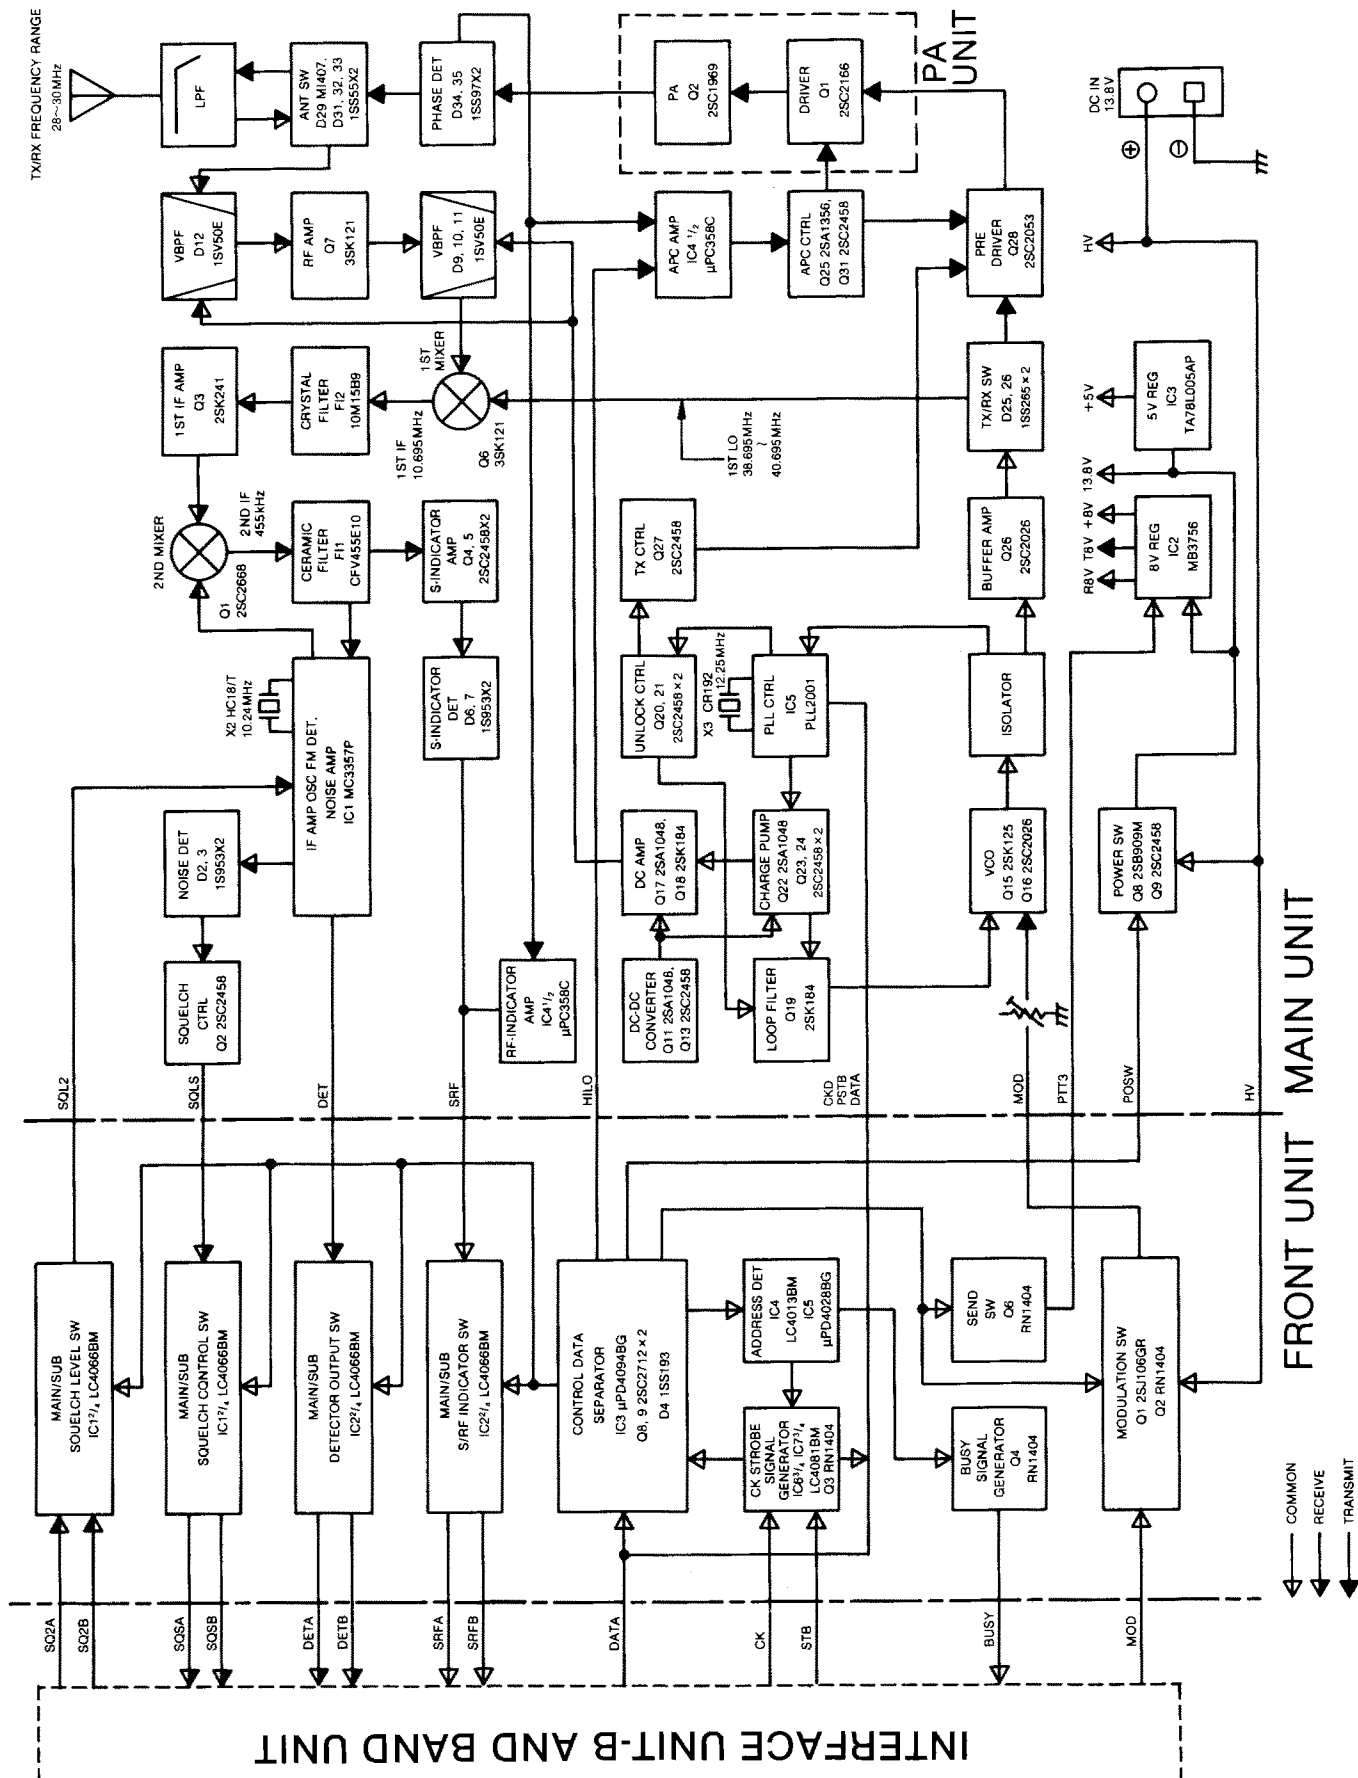 TX/RX FREQUENCY RANGE
28~30MHz
LPF
ANT SW
D29 MI407,
D31, 32, 33
1SS55X2
PHASE DET
D34, 35
1SS97X2
PA
Q2
2SC1969
DRIVER
Q1
2SC2166
PA
UNIT
DC IN
13.8V
⊕
⊖
VBPF
D12
1SV50E
RF AMP
Q7
3SK121
VBPF
D9, 10, 11
1SV50E
APC AMP
IC4 1/2
µPC358C
APC CTRL
Q25 2SA1356,
Q31 2SC2458
PRE
DRIVER
Q28
2SC2053
HV
1ST IF AMP
Q3
2SK241
CRYSTAL
FILTER
FI2
10M15B9
1ST IF
10.695MHz
1ST
MIXER
Q6
3SK121
1ST LO
38.695MHz
~
40.695MHz
TX/RX SW
D25, 26
1SS265×2
+5V
5V REG
IC3
TA78L005AP
2ND MIXER
Q1
2SC2668
2ND IF
455kHz
CERAMIC
FILTER
FI1
CFV455E10
S-INDICATOR
AMP
Q4, 5
2SC2458X2
TX CTRL
Q27
2SC2458
BUFFER AMP
Q26
2SC2026
R8V T8V +8V 13.8V
8V REG
IC2
MB3756
X2 HC18/T
10.24MHz
IF AMP OSC FM DET.
NOISE AMP
IC1 MC3357P
S-INDICATOR
DET
D6, 7
1S953X2
UNLOCK CTRL
Q20, 21
2SC2458×2
X3 CR192
12.25MHz
PLL CTRL
IC5
PLL2001
ISOLATOR
NOISE DET
D2, 3
1S953X2
DC AMP
Q17 2SA1048,
Q18 2SK184
CHARGE PUMP
Q22 2SA1048
Q23, 24
2SC2458×2
VCO
Q15 2SK125
Q16 2SC2026
POWER SW
Q8 2SB909M
Q9 2SC2458
SQUELCH
CTRL
Q2 2SC2458
RF-INDICATOR
AMP
IC4 1/2
µPC358C
DC-DC
CONVERTER
Q11 2SA1048,
Q13 2SC2458
LOOP FILTER
Q19
2SK184
SQL2
SQLS
DET
SRF
HILO
CKD
PSTB
DATA
MOD
PTT3
POSW
HV
MAIN UNIT
FRONT UNIT
MAIN/SUB
SOUELCH LEVEL SW
IC1 2/4 LC4066BM
MAIN/SUB
SQUELCH CONTROL SW
IC1 2/4 LC4066BM
MAIN/SUB
DETECTOR OUTPUT SW
IC2 2/4 LC4066BM
MAIN/SUB
S/RF INDICATOR SW
IC2 2/4 LC4066BM
CONTROL DATA
SEPARATOR
IC3 µPD4094BG
Q8, 9 2SC2712×2
D4 1SS193
ADDRESS DET
IC4
LC4013BM
IC5
µPD4028BG
CK STROBE
SIGNAL
GENERATOR
IC6 3/4 IC7 3/4
LC4081BM
Q3 RN1404
SEND
SW
Q6
RN1404
BUSY
SIGNAL
GENERATOR
Q4
RN1404
MODULATION SW
Q1 2SJ106GR
Q2 RN1404
SQ2A
SQ2B
SQSA
SQSB
DETA
DETB
SRFA
SRFB
DATA
CK
STB
BUSY
MOD
COMMON
RECEIVE
TRANSMIT
INTERFACE UNIT-B AND BAND UNIT